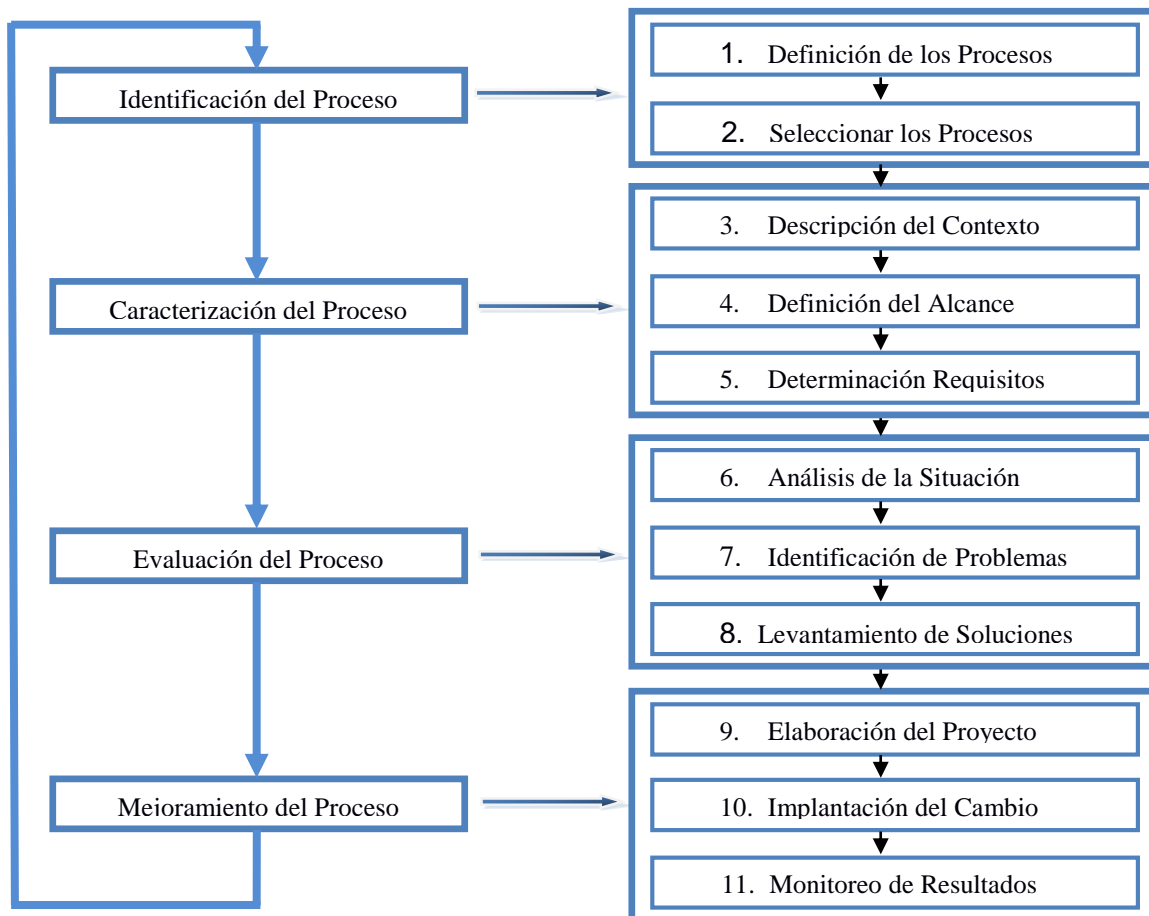 Identificación del Proceso
1. Definición de los Procesos
2. Seleccionar los Procesos
Caracterización del Proceso
3. Descripción del Contexto
4. Definición del Alcance
5. Determinación Requisitos
Evaluación del Proceso
6. Análisis de la Situación
7. Identificación de Problemas
8. Levantamiento de Soluciones
Mejoramiento del Proceso
9. Elaboración del Proyecto
10. Implantación del Cambio
11. Monitoreo de Resultados